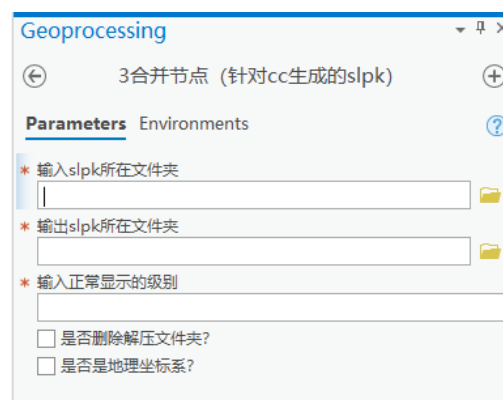 Geoprocessing
3合并节点（针对cc生成的slpk）
Parameters Environments
* 输入slpk所在文件夹
* 输出slpk所在文件夹
* 输入正常显示的级别
是否删除解压文件夹?
是否是地理坐标系?